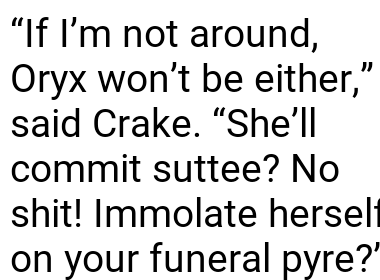 “If I’m not around,
Oryx won’t be either,”
said Crake. “She’ll
commit suttee? No
shit! Immolate herself
on your funeral pyre?”